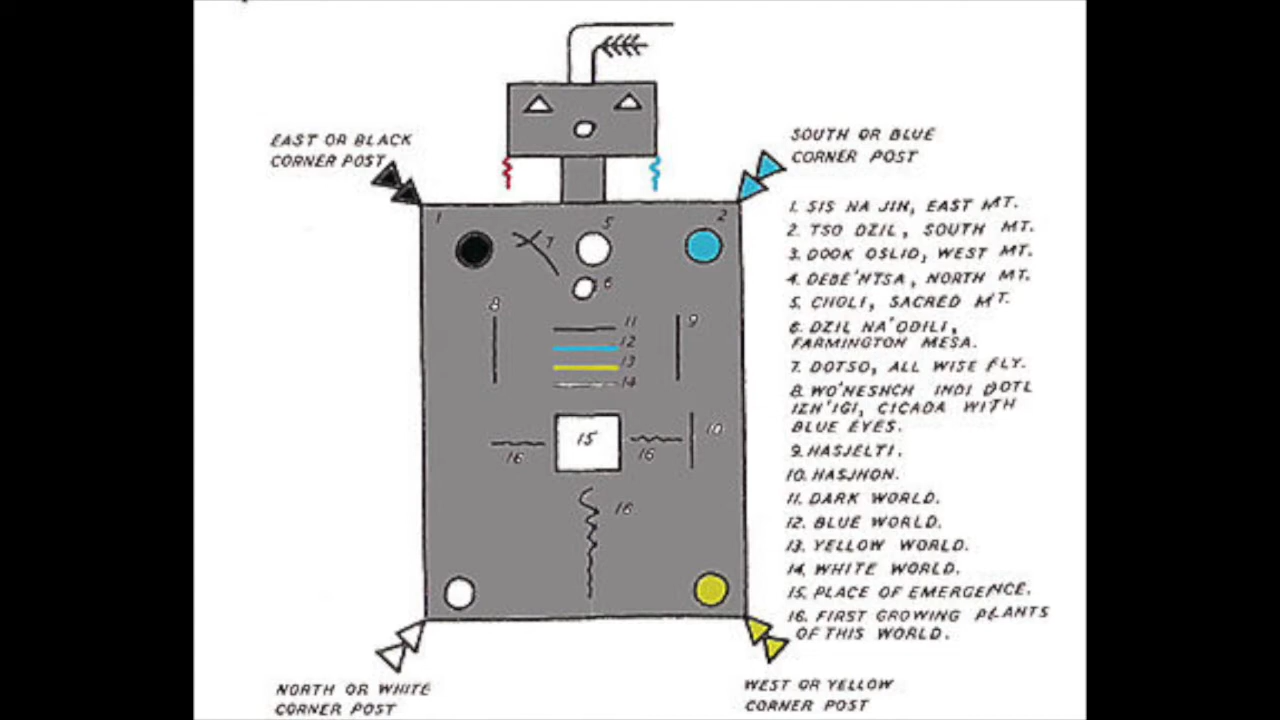 EAST OR BLACK
CORNER POST
SOUTH OR BLUE
CORNER POST
1
5
2
7
6
8
11
9
12
13
14
15
10
16
16
16
1. SIS NA JIN, EAST MT.
2. TSO DZIL, SOUTH MT.
3. DOOK OSLID, WEST MT.
4. DEBE'NTSA, NORTH MT.
5. CHOLI, SACRED MT.
6. DZIL NA'ODILI,
FARMINGTON MESA.
7. DOTSO, ALL WISE FLY.
8. WO'NESHCH INDI DOTL
IZN'IGI, CICADA WITH
BLUE EYES.
9. HASJELTI.
10. HASJHON.
11. DARK WORLD.
12. BLUE WORLD.
13. YELLOW WORLD.
14. WHITE WORLD.
15. PLACE OF EMERGENCE.
16. FIRST GROWING PLANTS
OF THIS WORLD.
NORTH OR WHITE
CORNER POST
WEST OR YELLOW
CORNER POST